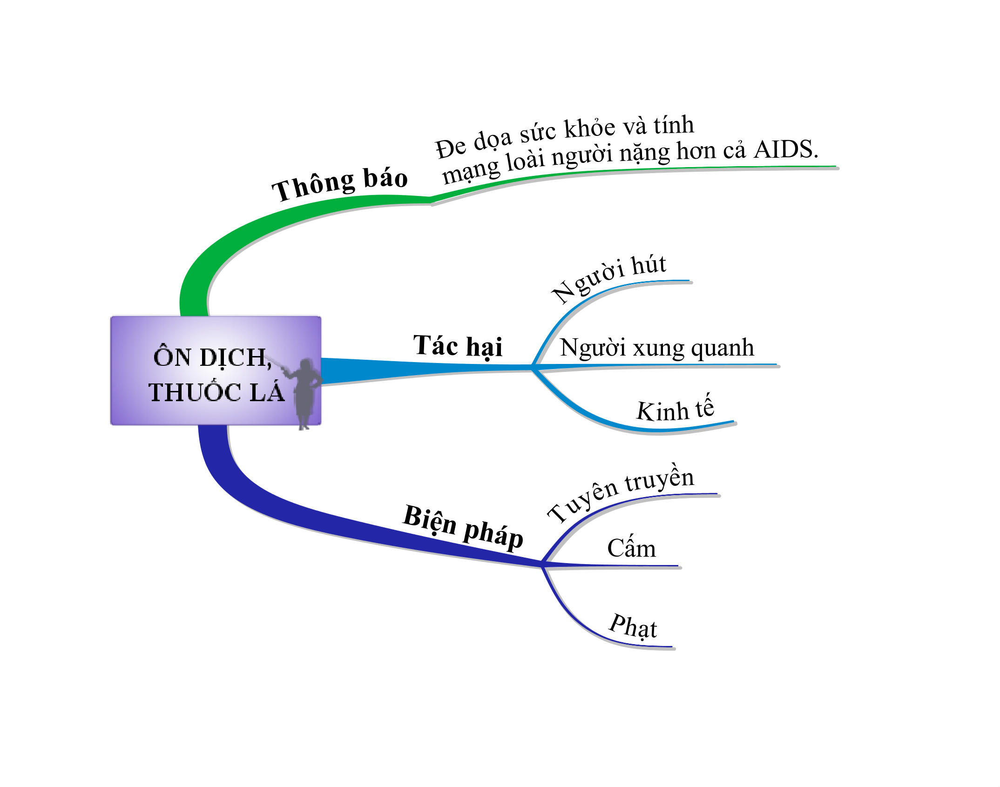 Đe dọa sức khỏe và tính
mạng loài người nặng hơn cả AIDS.
Thông báo
Người hút
Tác hại
Người xung quanh
ÔN DỊCH,
THUỐC LÁ
Kinh tế
Tuyên truyền
Biện pháp
Cấm
Phạt